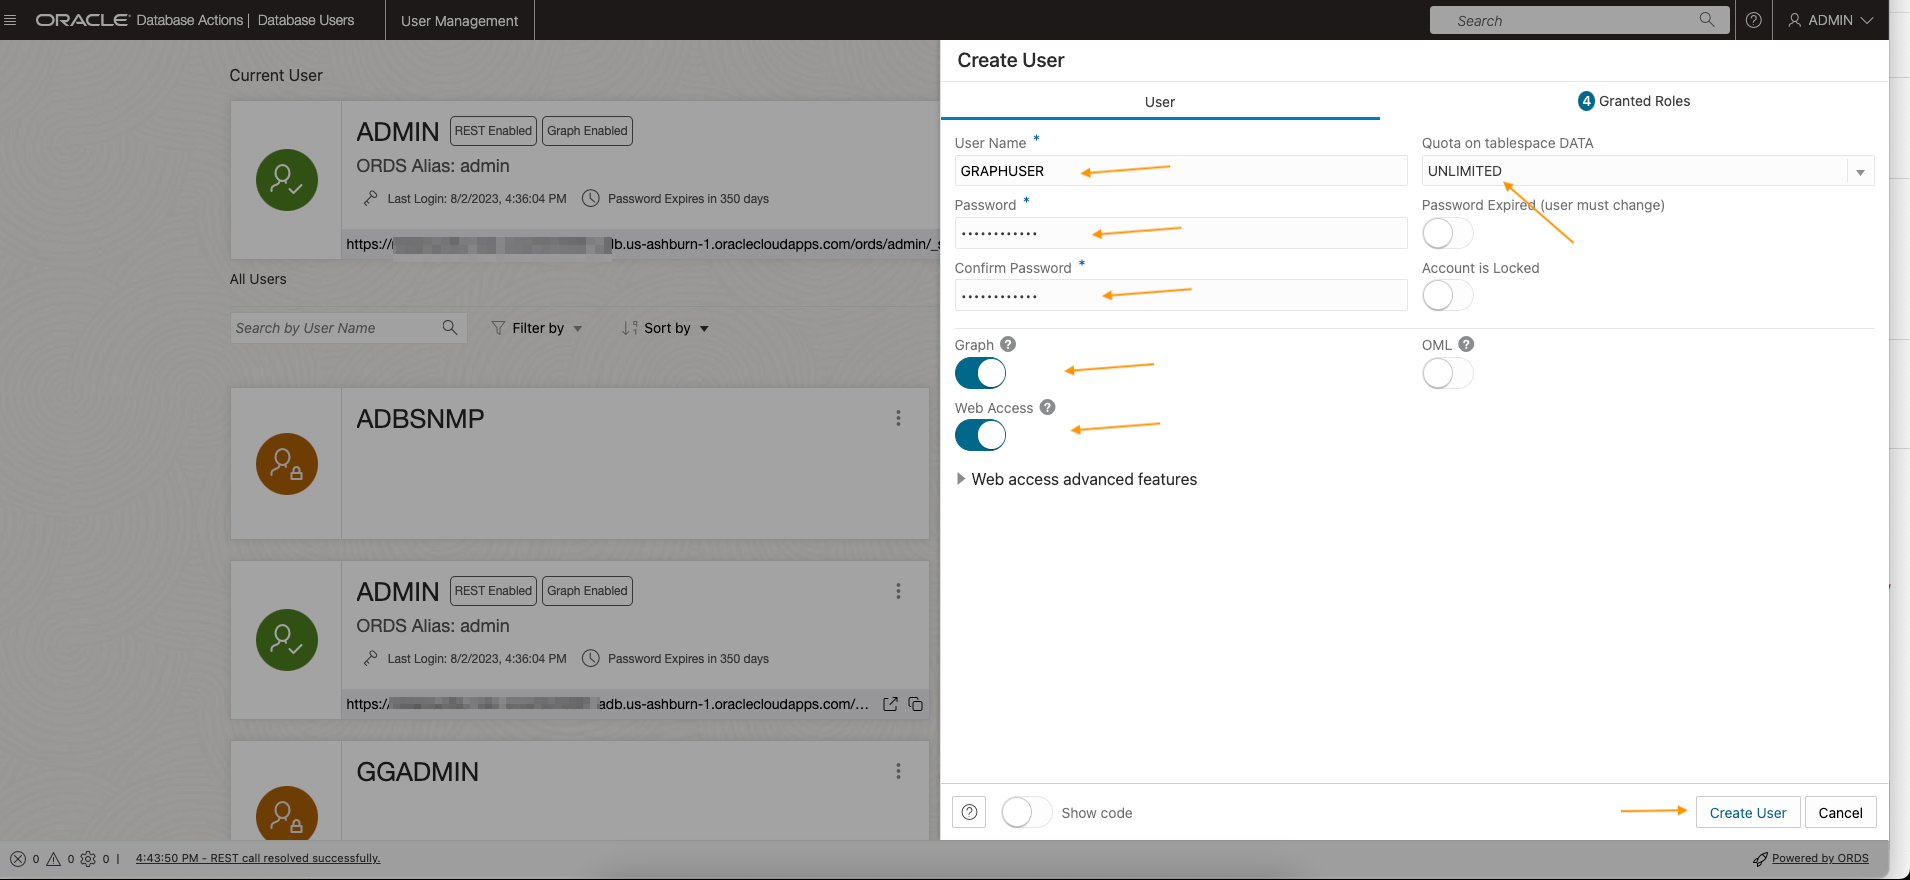 ORACLE Database Actions | Database Users
User Management
Search
ADMIN
Current User
ADMIN REST Enabled Graph Enabled
ORDS Alias: admin
Last Login: 8/2/2023, 4:36:04 PM Password Expires in 350 days
https:// lb.us-ashburn-1.oraclecloudapps.com/ords/admin/_s
All Users
Search by User Name
Filter by
Sort by
ADBSNMP
ADMIN REST Enabled Graph Enabled
ORDS Alias: admin
Last Login: 8/2/2023, 4:36:04 PM Password Expires in 350 days
https:// adb.us-ashburn-1.oraclecloudapps.com/...
GGADMIN
Create User
User
4 Granted Roles
User Name *
GRAPHUSER
Quota on tablespace DATA
UNLIMITED
Password *
••••••••••••
Password Expired (user must change)
Confirm Password *
••••••••••••
Account is Locked
Graph ?
OML ?
Web Access ?
Web access advanced features
? Show code
Create User
Cancel
0 0 0 | 4:43:50 PM - REST call resolved successfully.
Powered by ORDS